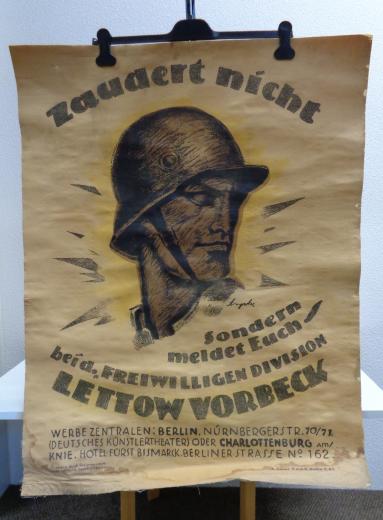 zaudert nicht
Sondern
meldet Euch
bei d. FREIWILLIGEN DIVISION
LETTOW VORBECK
WERBE ZENTRALEN: BERLIN, NÜRNBERGERSTR. 70/71.
(DEUTSCHES KÜNSTLERTHEATER) ODER CHARLOTTENBURG am/
KNIE. HOTEL FÜRST BISMARCK. BERLINER STRASSE No 162